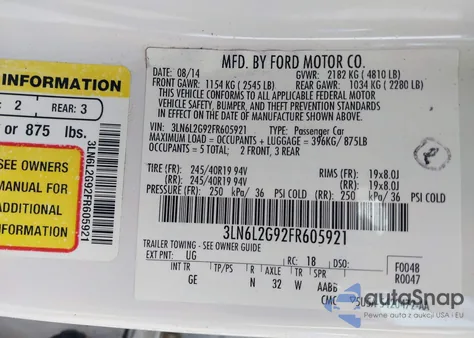 INFORMATION
2 REAR: 3
or 875 lbs.
SEE OWNERS
MANUAL FOR
ADDITIONAL
INFORMATION
3LN6L2G92FR605921
MFD. BY FORD MOTOR CO.
DATE: 08/14 GVWR: 2182 KG ( 4810 LB)
FRONT GAWR: 1154 KG ( 2545 LB) REAR GAWR: 1034 KG ( 2280 LB)
THIS VEHICLE CONFORMS TO ALL APPLICABLE FEDERAL MOTOR
VEHICLE SAFETY, BUMPER, AND THEFT PREVENTION STANDARDS
IN EFFECT ON THE DATE OF MANUFACTURE SHOWN ABOVE.
VIN: 3LN6L2G92FR605921 TYPE: Passenger Car
MAXIMUM LOAD = OCCUPANTS + LUGGAGE = 396KG/ 875LB
OCCUPANTS = 5 TOTAL; 2 FRONT, 3 REAR
TIRE (FR): 245/40R19 94V RIMS (FR): 19x8.0J
TIRE (RR): 245/40R19 94V (RR): 19x8.0J
PRESSURE (FR): 250 kPa/ 36 PSI COLD (RR): 250 kPa/ 36 PSI COLD
3LN6L2G92FR605921
TRAILER TOWING - SEE OWNER GUIDE
EXT PNT: UG RC: 18 DSO: F0048
R0047
INT TR TP/PS R AXLE TR SPR
GE N 32 W AABB
CMC
autoSnap
Pewne auta z aukcji USA i EU